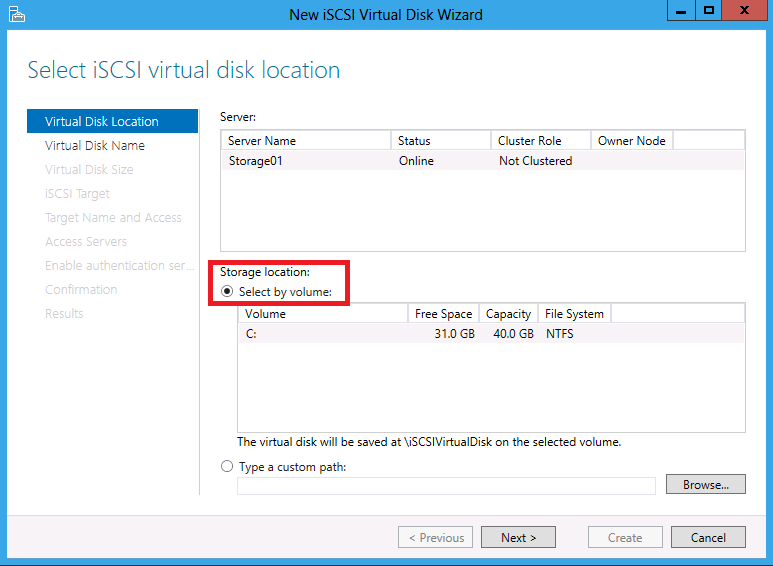 New iSCSI Virtual Disk Wizard
Select iSCSI virtual disk location
Virtual Disk Location
Virtual Disk Name
Virtual Disk Size
iSCSI Target
Target Name and Access
Access Servers
Enable authentication ser...
Confirmation
Results
Server:
Server Name Status Cluster Role Owner Node
Storage01 Online Not Clustered
Storage location:
Select by volume:
Volume Free Space Capacity File System
C: 31.0 GB 40.0 GB NTFS
The virtual disk will be saved at \iSCSIVirtualDisk on the selected volume.
Type a custom path:
Browse...
< Previous Next > Create Cancel